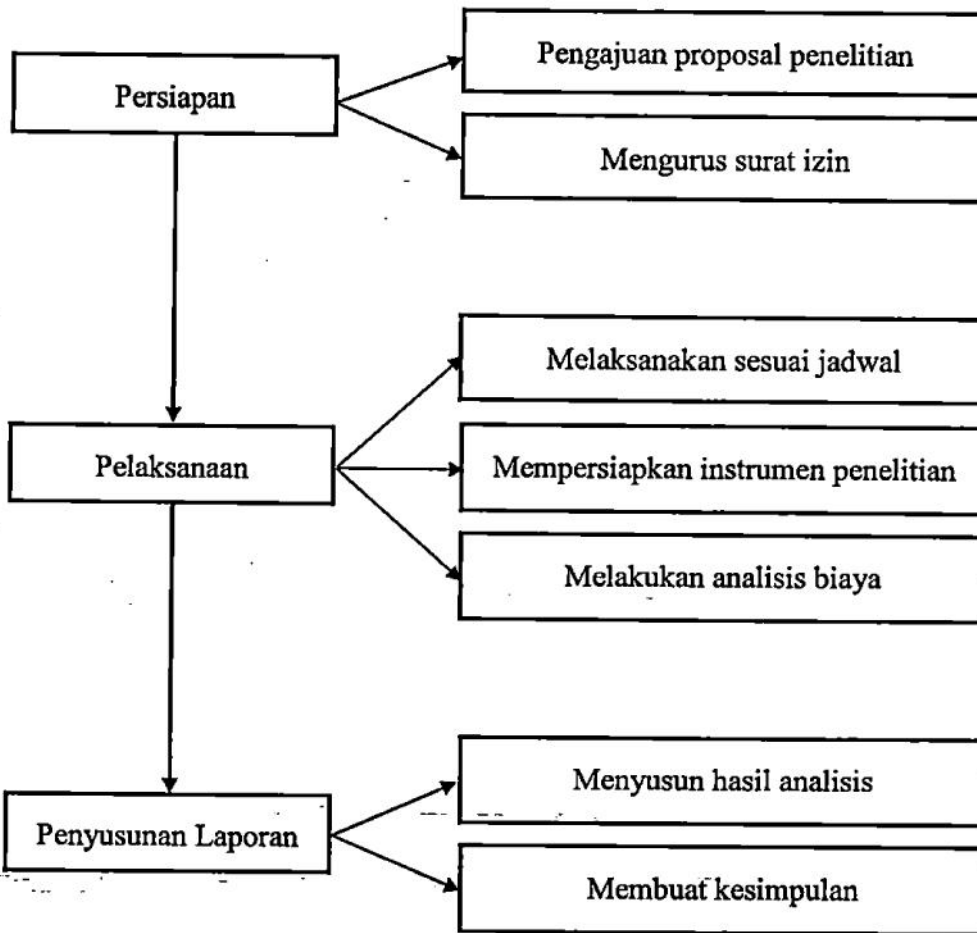 Persiapan
Pengajuan proposal penelitian
Mengurus surat izin
Pelaksanaan
Melaksanakan sesuai jadwal
Mempersiapkan instrumen penelitian
Melakukan analisis biaya
Penyusunan Laporan
Menyusun hasil analisis
Membuat kesimpulan